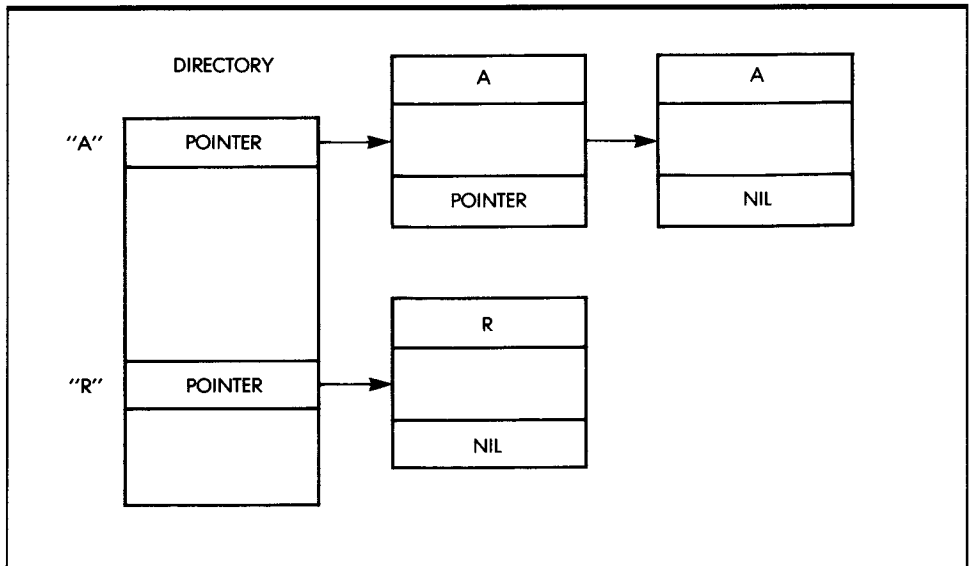 DIRECTORY
"A"
POINTER
A
POINTER
A
NIL
"R"
POINTER
R
NIL